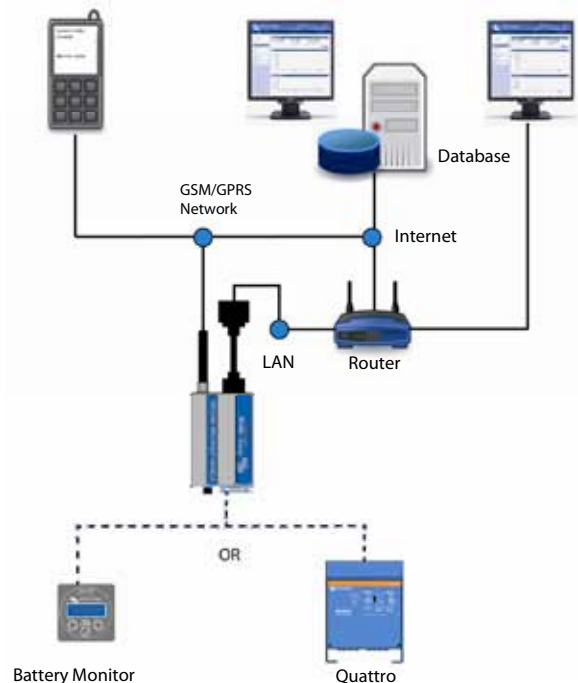 Database
GSM/GPRS
Network
Internet
LAN
Router
OR
Battery Monitor
Quattro